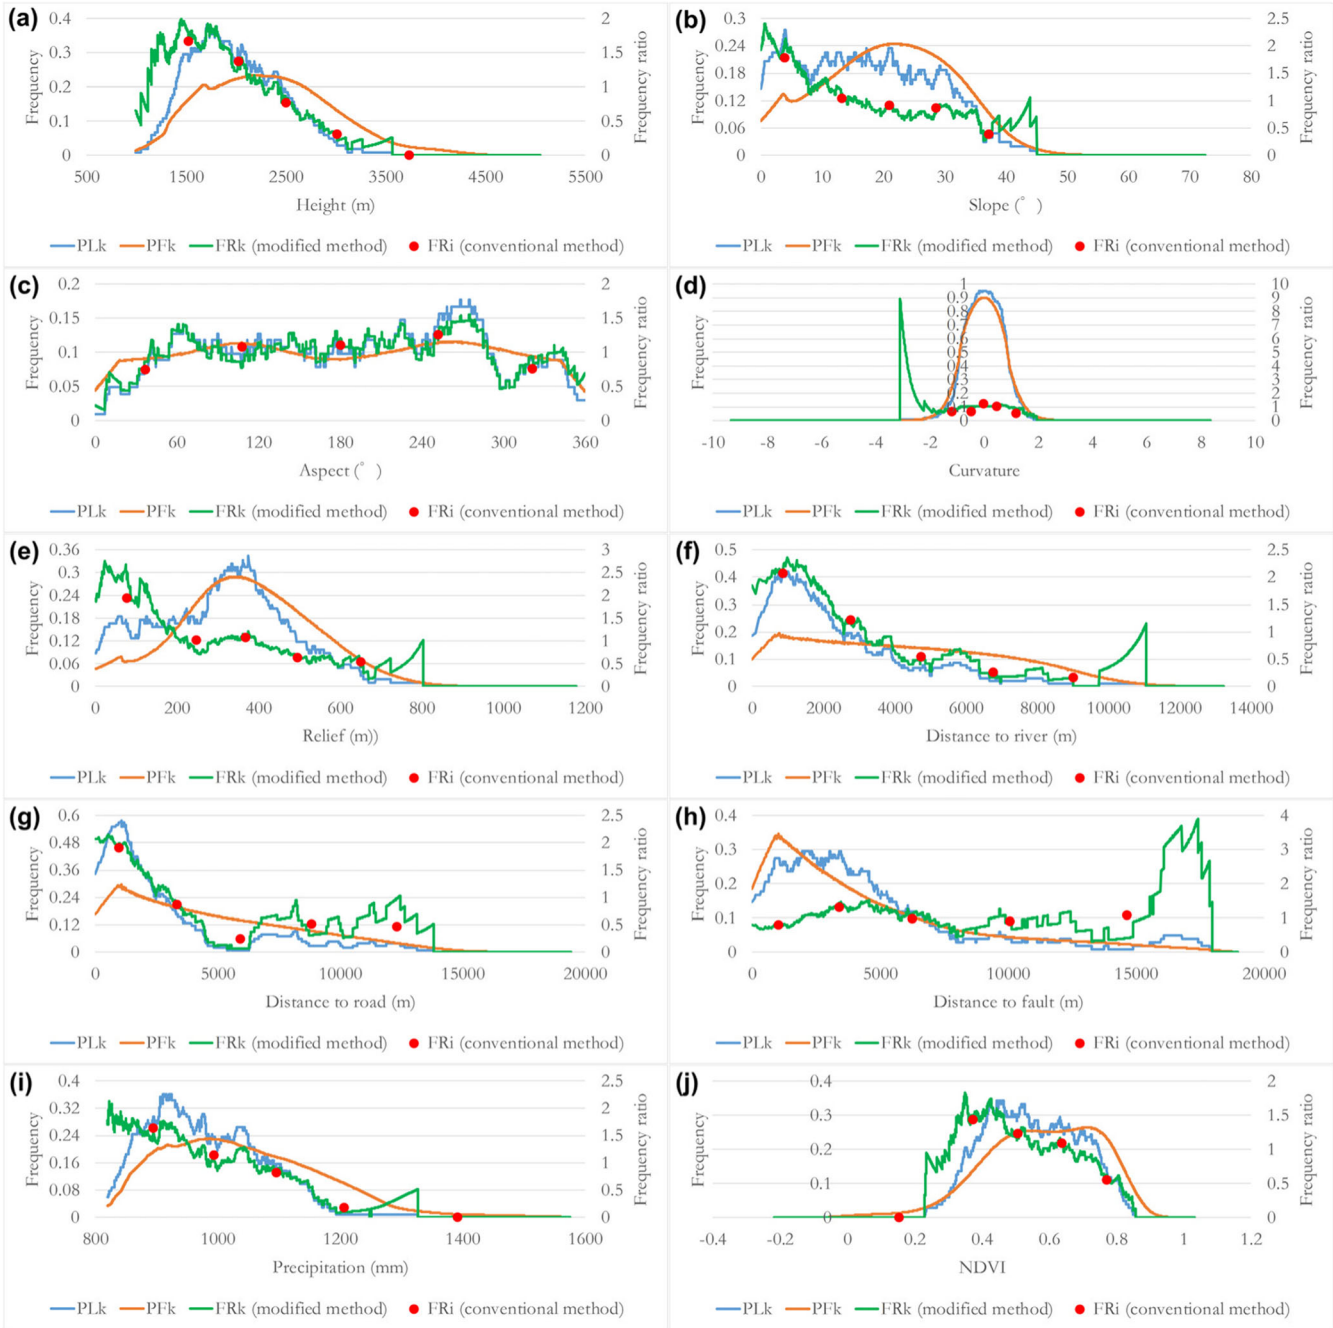 (a)
0.4
0.3
0.2
0.1
0
Frequency
2
1.5
1
0.5
0
Frequency ratio
500 1500 2500 3500 4500 5500
Height (m)
PLk PFk FRk (modified method) FRi (conventional method)
(b)
0.3
0.24
0.18
0.12
0.06
0
Frequency
2.5
2
1.5
1
0.5
0
Frequency ratio
0 10 20 30 40 50 60 70 80
Slope (° )
PLk PFk FRk (modified method) FRi (conventional method)
(c)
0.2
0.15
0.1
0.05
0
Frequency
2
1.5
1
0.5
0
Frequency ratio
0 60 120 180 240 300 360
Aspect (° )
PLk PFk FRk (modified method) FRi (conventional method)
(d)
1
0.9
0.8
0.7
0.6
0.5
0.4
0.3
0.2
0.1
0
Frequency
10
9
8
7
6
5
4
3
2
1
0
Frequency ratio
-10 -8 -6 -4 -2 0 2 4 6 8 10
Curvature
PLk PFk FRk (modified method) FRi (conventional method)
(e)
0.36
0.3
0.24
0.18
0.12
0.06
0
Frequency
3
2.5
2
1.5
1
0.5
0
Frequency ratio
0 200 400 600 800 1000 1200
Relief (m))
PLk PFk FRk (modified method) FRi (conventional method)
(f)
0.5
0.4
0.3
0.2
0.1
0
Frequency
2.5
2
1.5
1
0.5
0
Frequency ratio
0 2000 4000 6000 8000 10000 12000 14000
Distance to river (m)
PLk PFk FRk (modified method) FRi (conventional method)
(g)
0.6
0.48
0.36
0.24
0.12
0
Frequency
2.5
2
1.5
1
0.5
0
Frequency ratio
0 5000 10000 15000 20000
Distance to road (m)
PLk PFk FRk (modified method) FRi (conventional method)
(h)
0.4
0.3
0.2
0.1
0
Frequency
4
3
2
1
0
Frequency ratio
0 5000 10000 15000 20000
Distance to fault (m)
PLk PFk FRk (modified method) FRi (conventional method)
(i)
0.4
0.32
0.24
0.16
0.08
0
Frequency
2.5
2
1.5
1
0.5
0
Frequency ratio
800 1000 1200 1400 1600
Precipitation (mm)
PLk PFk FRk (modified method) FRi (conventional method)
(j)
0.4
0.3
0.2
0.1
0
Frequency
2
1.5
1
0.5
0
Frequency ratio
-0.4 -0.2 0 0.2 0.4 0.6 0.8 1 1.2
NDVI
PLk PFk FRk (modified method) FRi (conventional method)